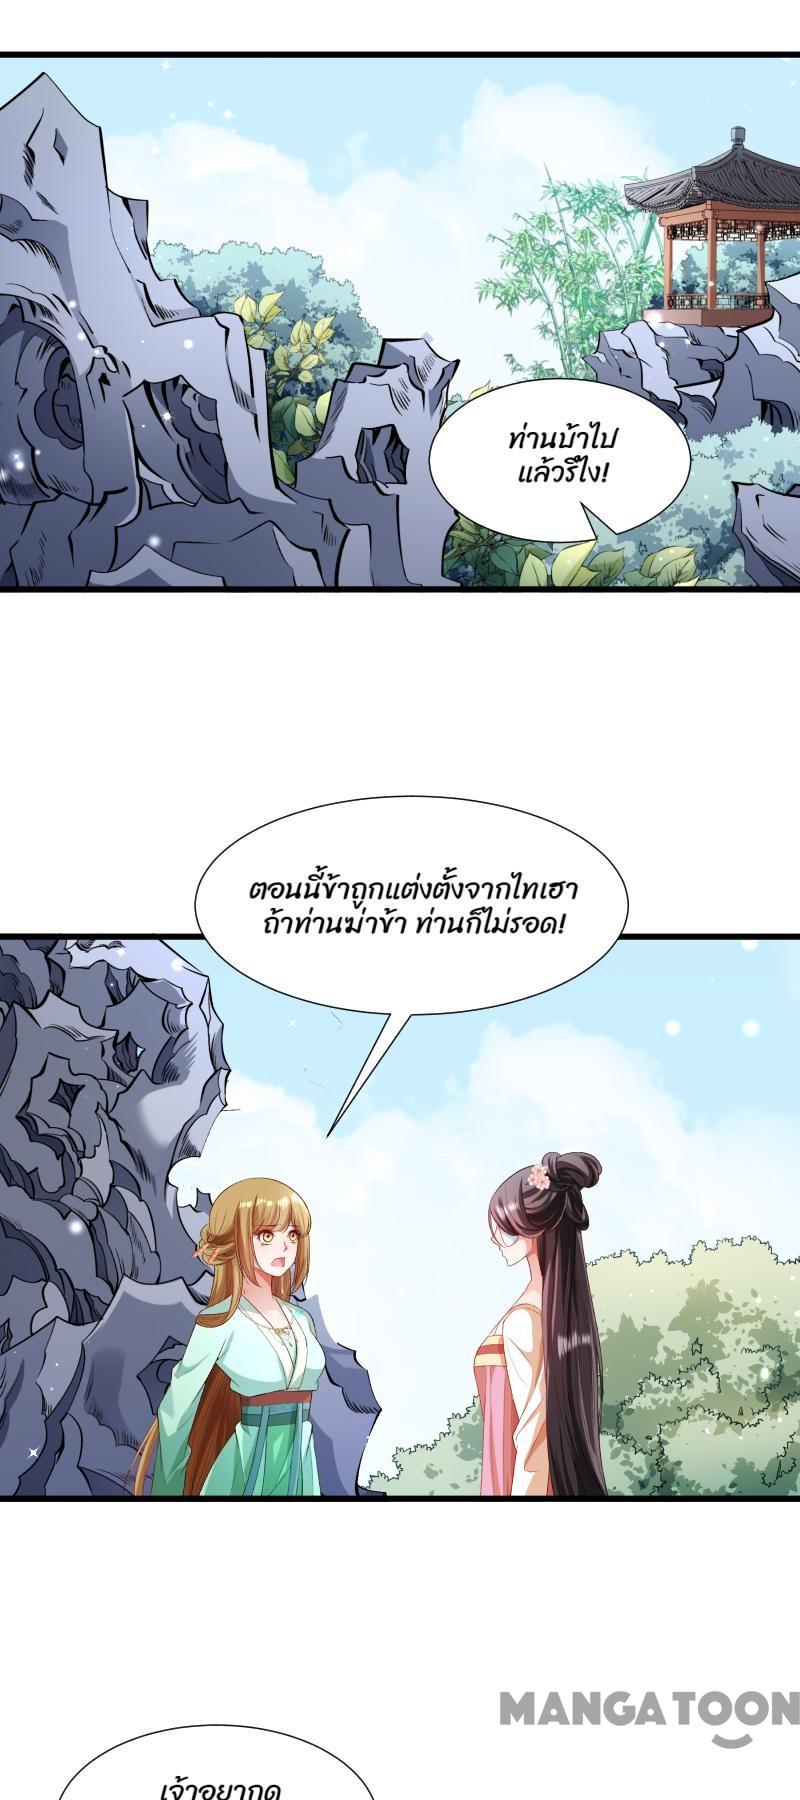 ท่านบ้าไป
แล้วรึไง!
ตอนนี้ข้าถูกแต่งตั้งจากไทเฮา
ถ้าท่านฆ่าข้า ท่านก็ไม่รอด!
MANGATOON
เจ้าอยากดู